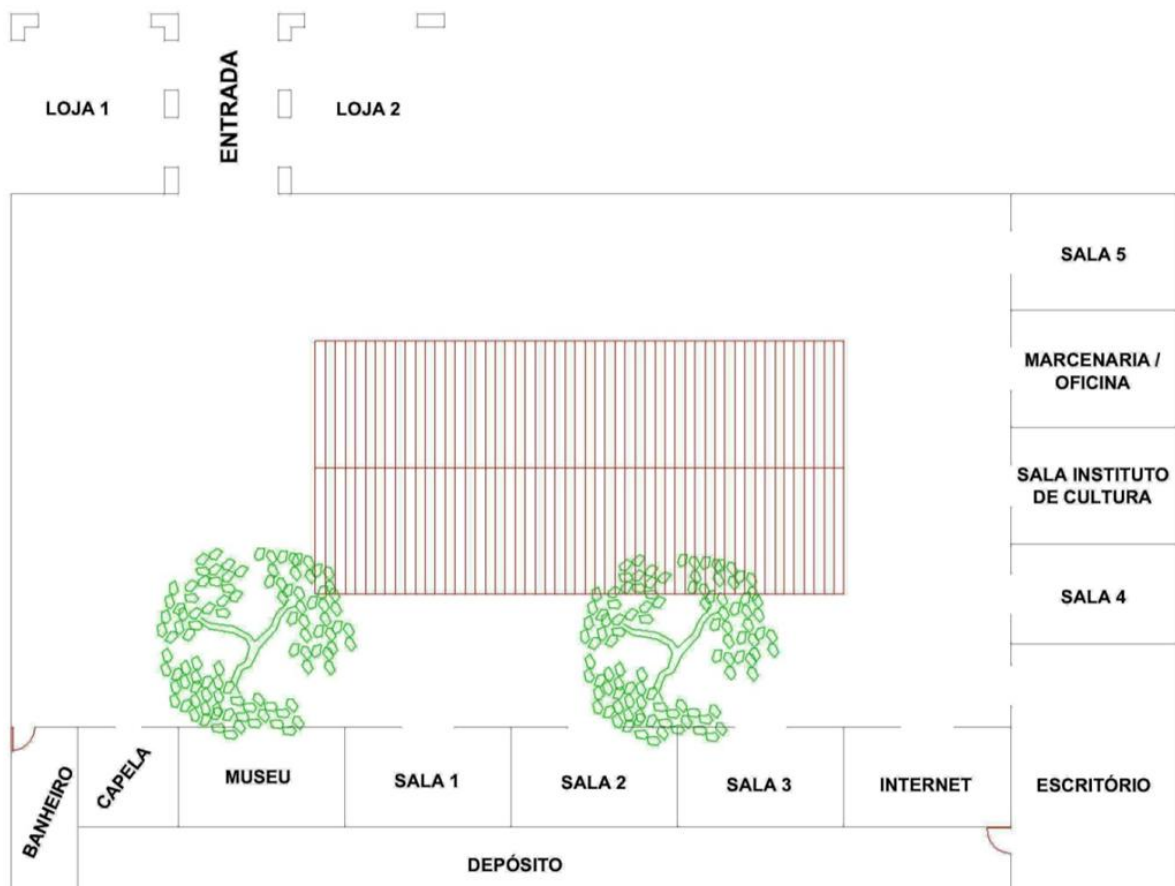 LOJA 1
ENTRADA
LOJA 2
SALA 5
MARCENARIA /
OFICINA
SALA INSTITUTO
DE CULTURA
SALA 4
BANHEIRO
CAPELA
MUSEU
SALA 1
SALA 2
SALA 3
INTERNET
ESCRITÓRIO
DEPÓSITO